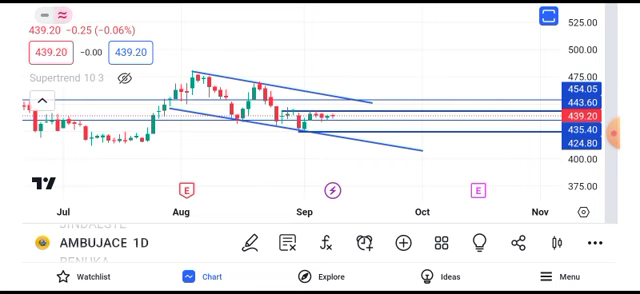 439.20 -0.25 (-0.06%)
439.20 -0.00 439.20
Supertrend 10 3
525.00
500.00
475.00
454.05
443.60
439.20
435.40
424.80
400.00
375.00
E E
Jul Aug Sep Oct Nov
AMBUJACE 1D
Watchlist Chart Explore Ideas Menu